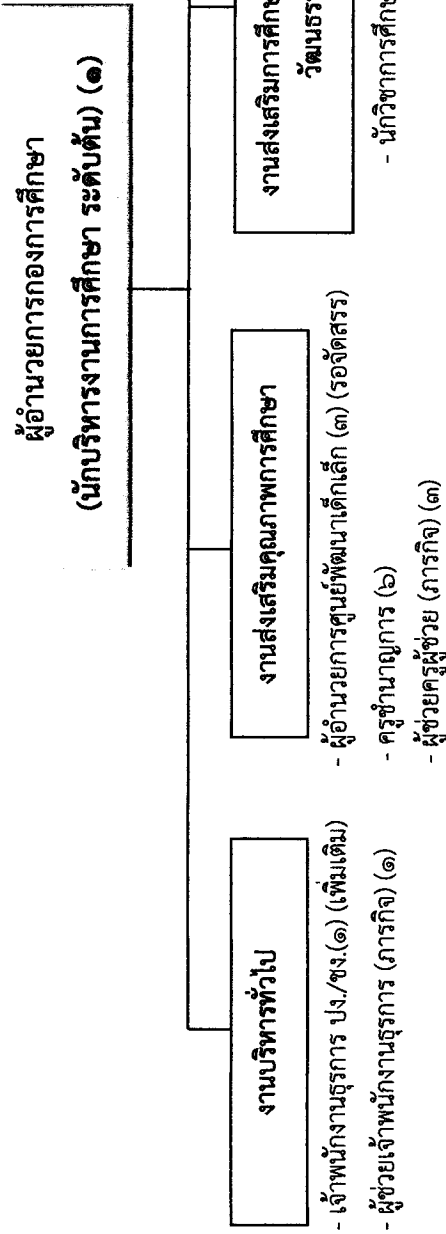 ผู้อำนวยการกองการศึกษา
(นักบริหารงานการศึกษา ระดับต้น) (๑)
งานบริหารทั่วไป
- เจ้าพนักงานธุรการ ปง./ชง.(๑) (เพิ่มเติม)
- ผู้ช่วยเจ้าพนักงานธุรการ (ภารกิจ) (๑)
งานส่งเสริมคุณภาพการศึกษา
- ผู้อำนวยการศูนย์พัฒนาเด็กเล็ก (๓) (รอจัดสรร)
- ครูชำนาญการ (๖)
- ผู้ช่วยครูผู้ช่วย (ภารกิจ) (๓)
งานส่งเสริมการศึกษ
วัฒนธร
- นักวิชาการศึกษ